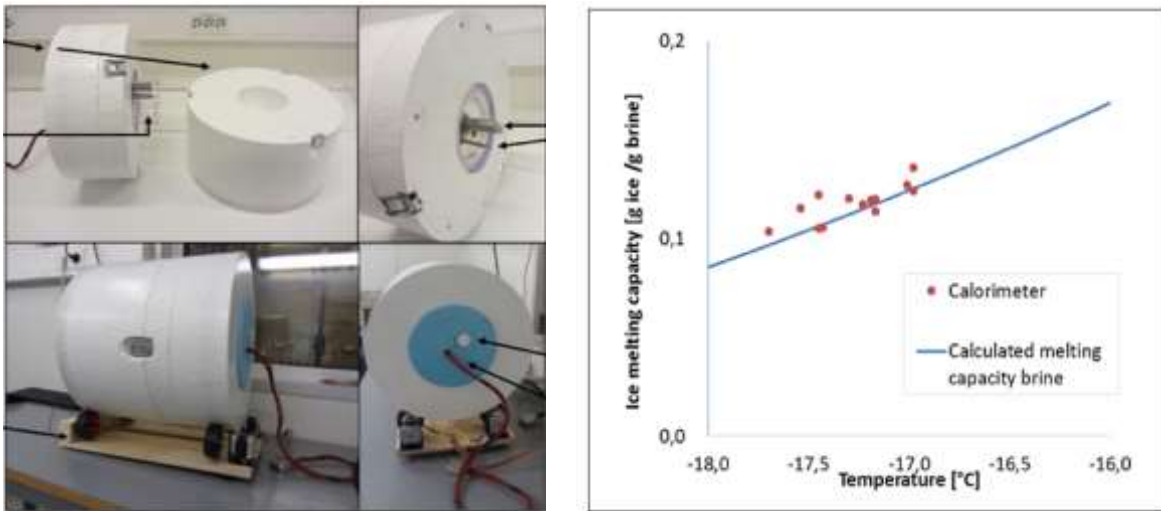 Ice melting capacity [g ice /g brine]
0,2
0,1
0,0
-18,0 -17,5 -17,0 -16,5 -16,0
Temperature [°C]
Calorimeter
Calculated melting
capacity brine